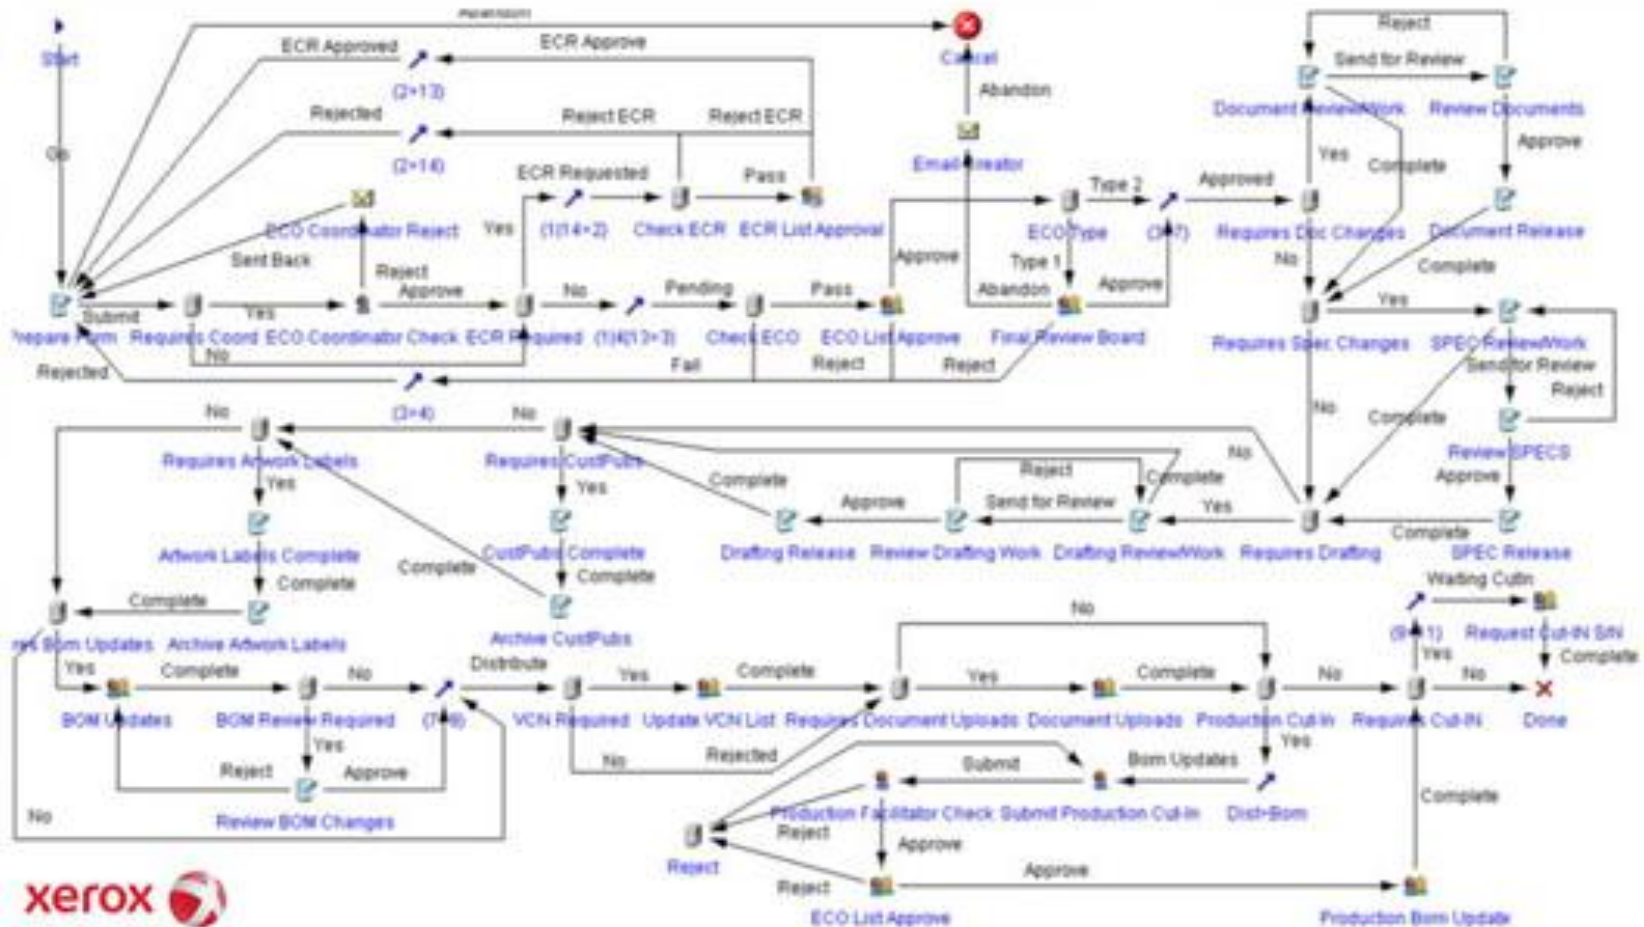 Abandon
Start
ECR Approved
ECR Approve
Cancel
Reject
Send for Review
(2+13)
Abandon
Document Review/Work
Review Documents
Rejected
Reject ECR
Reject ECR
Go
Email Creator
Yes
Approve
(2+14)
ECR Requested
Pass
Complete
Type 2
Approved
ECO Coordinator Reject
Yes
(1)14+2)
Check ECR
ECR List Approval
ECO Type
Requires Doc Changes
Document Release
Sent Back
Reject
Approve
Type 1
No
Complete
Submit
Yes
Approve
No
Pending
Pass
Abandon
Approve
Yes
Prepare Form
Requires Coord
ECO Coordinator Check
ECR Required
Check ECO
ECO List Approve
Final Review Board
Requires Spec Changes
SPEC Review/Work
No
Rejected
Fail
Reject
Reject
Send for Review
Reject
(3+4)
No
No
No
Complete
Requires Artwork Labels
Requires CustPubs
No
Review SPECS
Yes
Yes
Complete
Reject
Complete
Approve
Approve
Send for Review
Yes
Complete
Artwork Labels Complete
CustPubs Complete
Drafting Release
Review Drafting Work
Drafting Review/Work
Requires Drafting
SPEC Release
Complete
Complete
Complete
Waiting CutIn
Complete
No
Bom Updates
Archive Artwork Labels
Archive CustPubs
Request Cut-IN S/N
Yes
Complete
No
Distribute
Yes
Complete
Yes
Complete
No
Yes
No
Complete
BOM Updates
BOM Review Required
VCN Required
Update VCN List
Requires Document Uploads
Document Uploads
Production Cut-In
Requires Cut-IN
Done
Yes
No
Rejected
Yes
Reject
Approve
Submit
Bom Updates
No
Review BOM Changes
Production Facilitator Check
Submit Production Cut-In
Dist>Bom
Complete
Reject
Approve
Reject
Reject
Approve
xerox
ECO List Approve
Production Bom Update